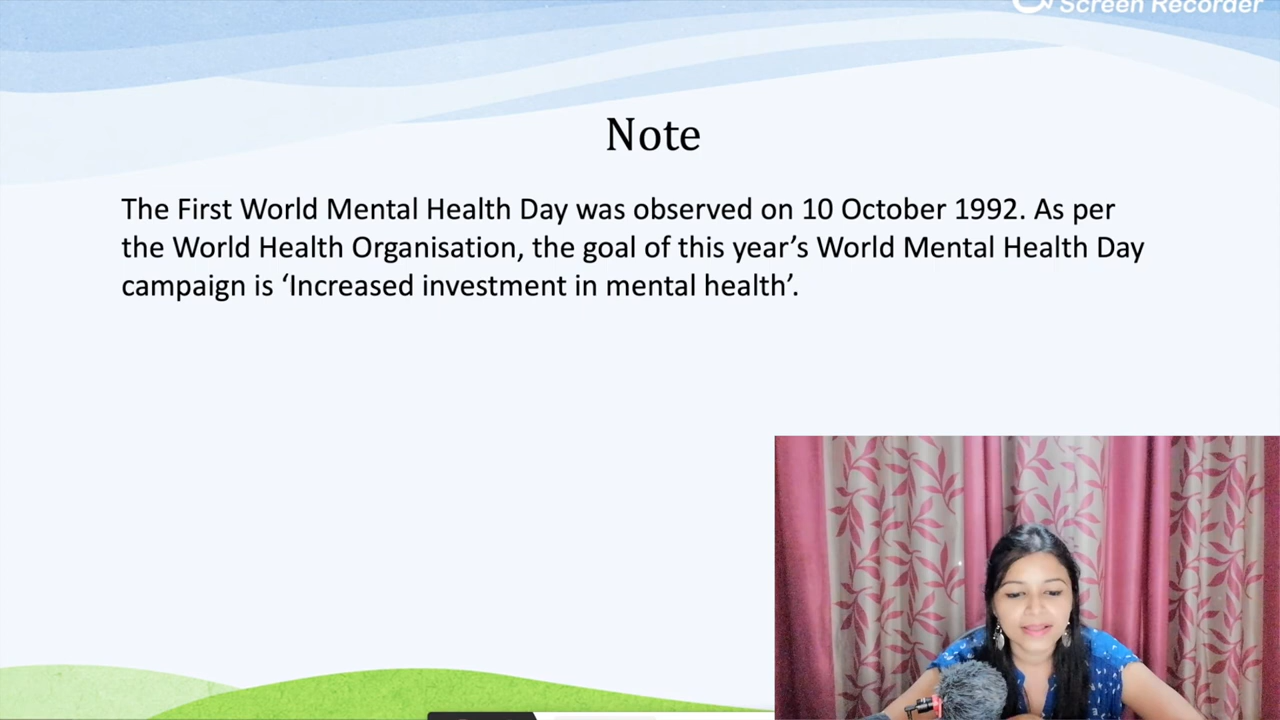 Screen Recorder
Note
The First World Mental Health Day was observed on 10 October 1992. As per
the World Health Organisation, the goal of this year’s World Mental Health Day
campaign is ‘Increased investment in mental health’.